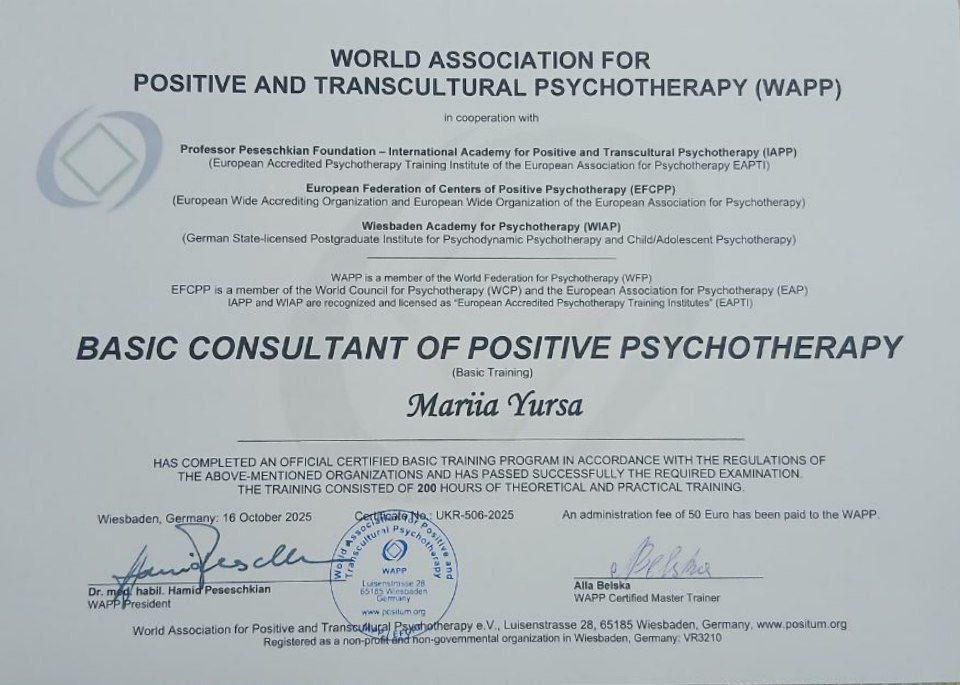 WORLD ASSOCIATION FOR
POSITIVE AND TRANSCULTURAL PSYCHOTHERAPY (WAPP)
in cooperation with
Professor Peseschkian Foundation – International Academy for Positive and Transcultural Psychotherapy (IAPP)
(European Accredited Psychotherapy Training Institute of the European Association for Psychotherapy EAPTI)
European Federation of Centers of Positive Psychotherapy (EFCPP)
(European Wide Accrediting Organization and European Wide Organization of the European Association for Psychotherapy)
Wiesbaden Academy for Psychotherapy (WIAP)
(German State-licensed Postgraduate Institute for Psychodynamic Psychotherapy and Child/Adolescent Psychotherapy)
WAPP is a member of the World Federation for Psychotherapy (WFP)
EFCPP is a member of the World Council for Psychotherapy (WCP) and the European Association for Psychotherapy (EAP)
IAPP and WIAP are recognized and licensed as "European Accredited Psychotherapy Training Institutes" (EAPTI)
BASIC CONSULTANT OF POSITIVE PSYCHOTHERAPY
(Basic Training)
Mariia Yursa
HAS COMPLETED AN OFFICIAL CERTIFIED BASIC TRAINING PROGRAM IN ACCORDANCE WITH THE REGULATIONS OF
THE ABOVE-MENTIONED ORGANIZATIONS AND HAS PASSED SUCCESSFULLY THE REQUIRED EXAMINATION.
THE TRAINING CONSISTED OF 200 HOURS OF THEORETICAL AND PRACTICAL TRAINING.
Wiesbaden, Germany: 16 October 2025
Certificate No.: UKR-506-2025
An administration fee of 50 Euro has been paid to the WAPP.
World Association for Positive and
Transcultural Psychotherapy
WAPP
Luisenstrasse 28
65185 Wiesbaden
Germany
www.positum.org
Dr. med. habil. Hamid Peseschkian
WAPP President
Belska
Alla Belska
WAPP Certified Master Trainer
World Association for Positive and Transcultural Psychotherapy e.V., Luisenstrasse 28, 65185 Wiesbaden, Germany, www.positum.org
Registered as a non-profit and non-governmental organization in Wiesbaden, Germany: VR3210